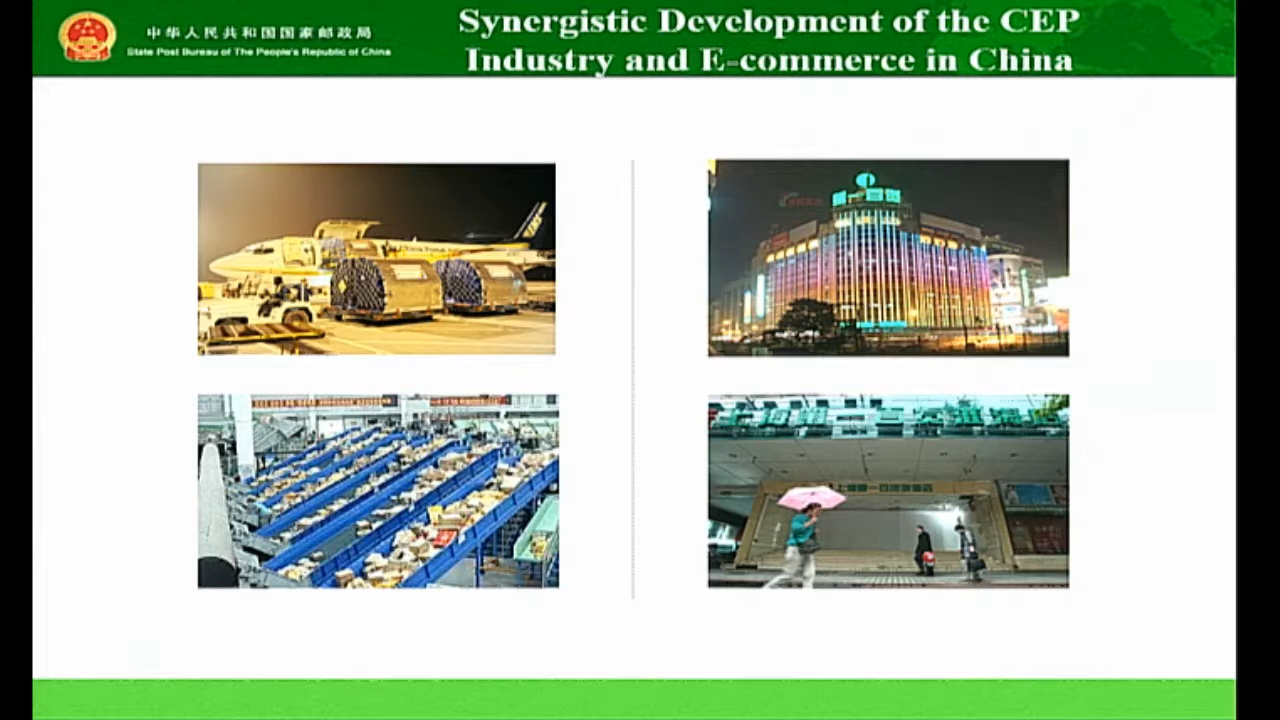 中华人民共和国国家邮政局
State Post Bureau of The People's Republic of China
Synergistic Development of the CEP
Industry and E-commerce in China